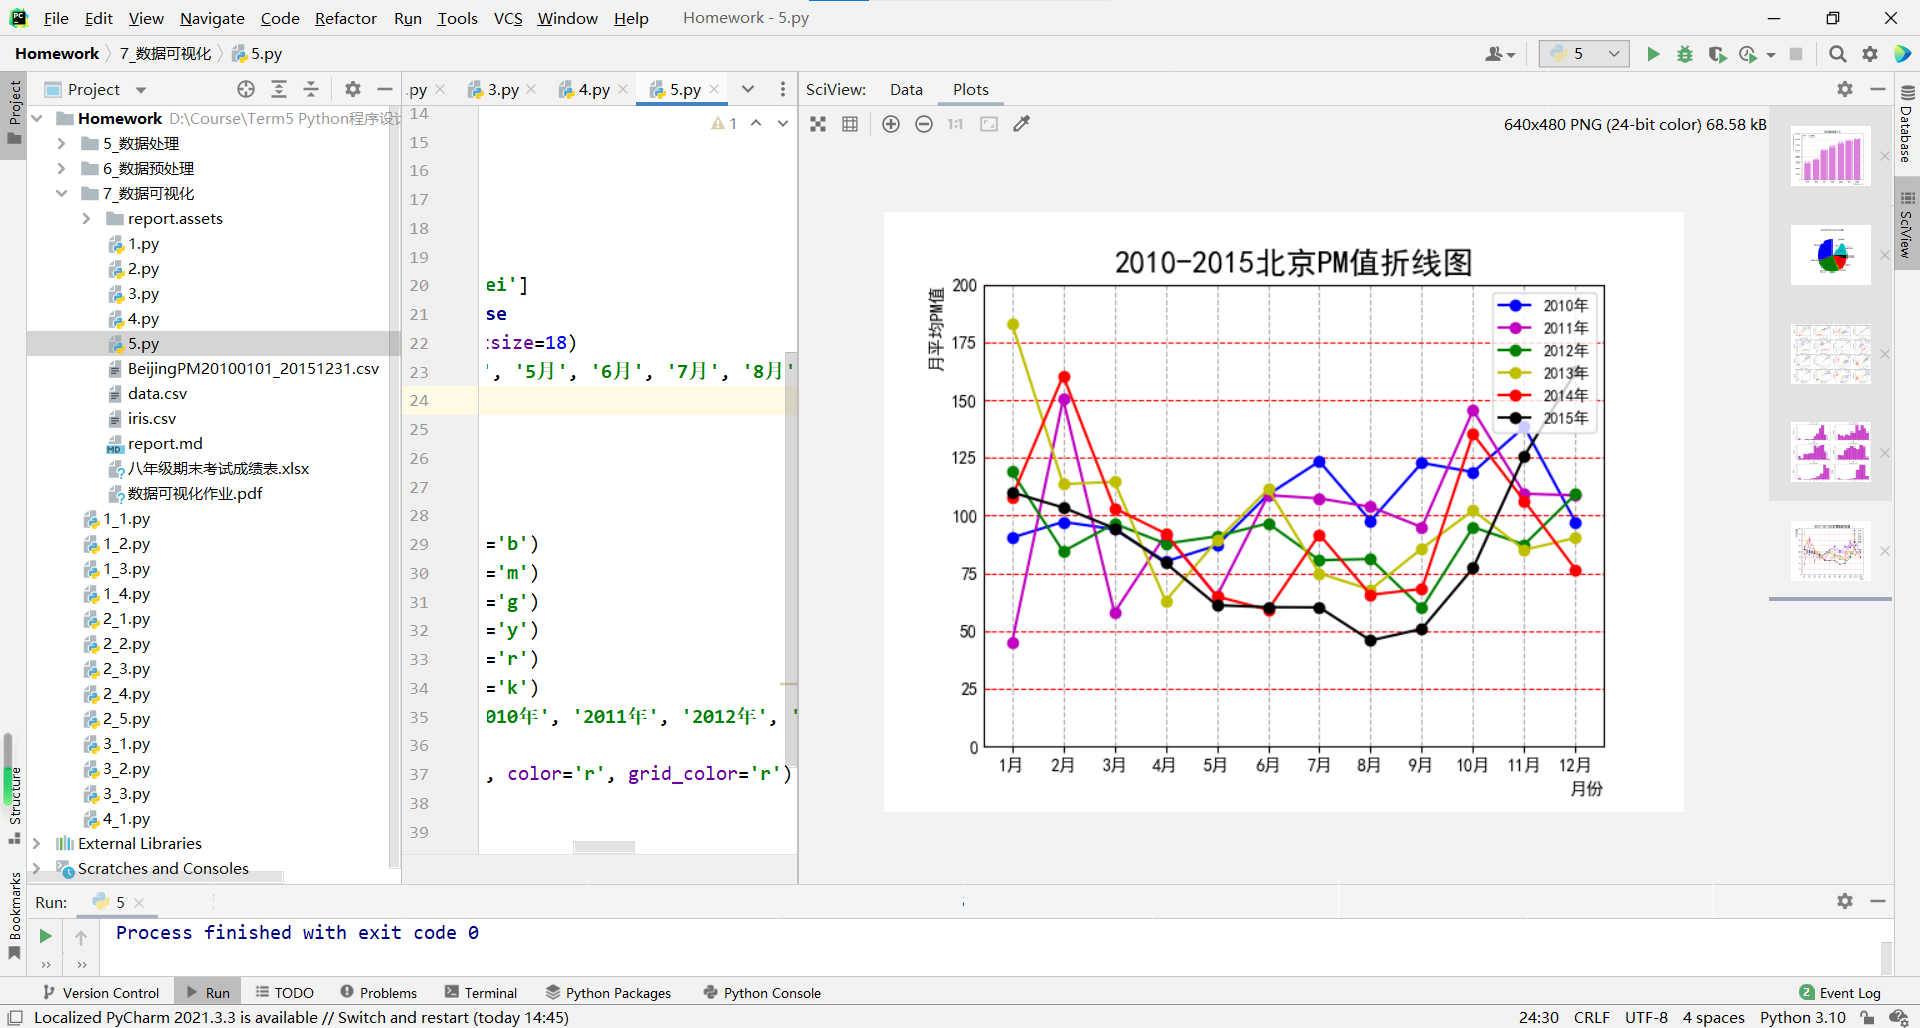 File Edit View Navigate Code Refactor Run Tools VCS Window Help Homework - 5.py
Homework 7_数据可视化 5.py
5
Project
Project
.py 3.py 4.py 5.py
SciView: Data Plots
Database
SciView
Homework D:\Course\Term5 Python程序设计
5_数据处理
6_数据预处理
7_数据可视化
report.assets
1.py
2.py
3.py
4.py
5.py
BeijingPM20100101_20151231.csv
data.csv
iris.csv
report.md
八年级期末考试成绩表.xlsx
数据可视化作业.pdf
1_1.py
1_2.py
1_3.py
1_4.py
2_1.py
2_2.py
2_3.py
2_4.py
2_5.py
3_1.py
3_2.py
3_3.py
4_1.py
External Libraries
Scratches and Consoles
Structure
Bookmarks
1
14
15
16
17
18
19
20 ei']
21 se
22 :size=18)
23 ', '5月', '6月', '7月', '8月'
24
25
26
27
28
29 ='b')
30 ='m')
31 ='g')
32 ='y')
33 ='r')
34 ='k')
35 010年', '2011年', '2012年', '
36
37 , color='r', grid_color='r')
38
39
1:1
640x480 PNG (24-bit color) 68.58 kB
2010-2015北京PM值折线图
月平均PM值
200
175
150
125
100
75
50
25
0
2010年
2011年
2012年
2013年
2014年
2015年
1月 2月 3月 4月 5月 6月 7月 8月 9月 10月 11月 12月
月份
Run: 5
Process finished with exit code 0
Version Control Run TODO Problems Terminal Python Packages Python Console 2 Event Log
Localized PyCharm 2021.3.3 is available // Switch and restart (today 14:45) 24:30 CRLF UTF-8 4 spaces Python 3.10